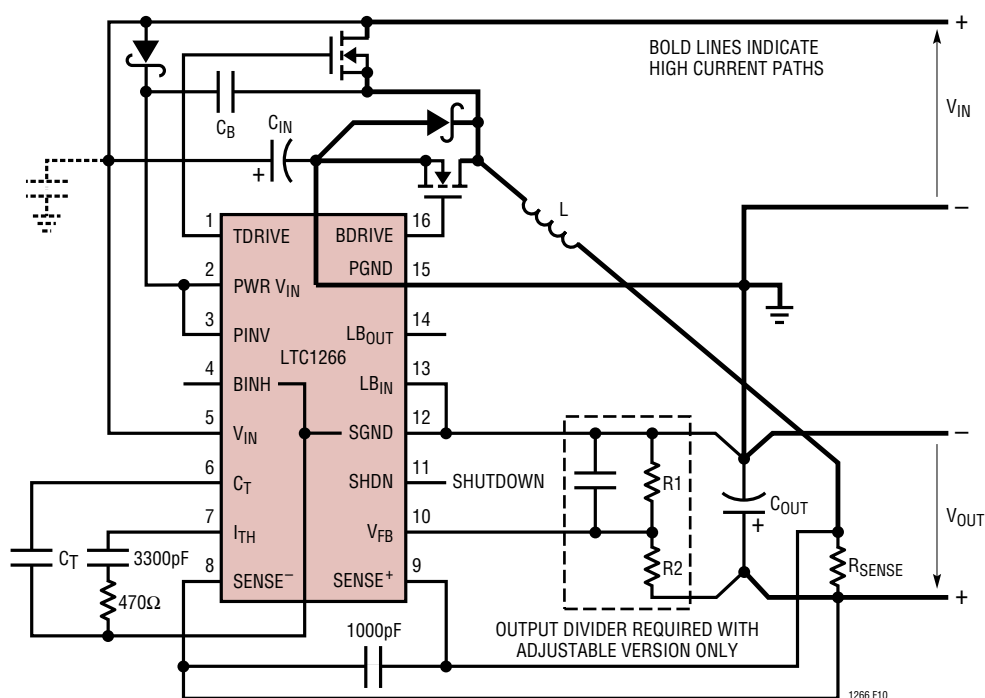 BOLD LINES INDICATE
HIGH CURRENT PATHS
+
VIN
−
CB
CIN
+
L
1
TDRIVE
BDRIVE
16
2
PWR VIN
PGND
15
3
PINV
LBOUT
14
LTC1266
4
BINH
LBIN
13
5
VIN
SGND
12
6
CT
SHDN
11
SHUTDOWN
7
ITH
VFB
10
8
SENSE−
SENSE+
9
CT
3300pF
470Ω
1000pF
R1
R2
COUT
+
RSENSE
−
VOUT
+
OUTPUT DIVIDER REQUIRED WITH
ADJUSTABLE VERSION ONLY
1266 F10